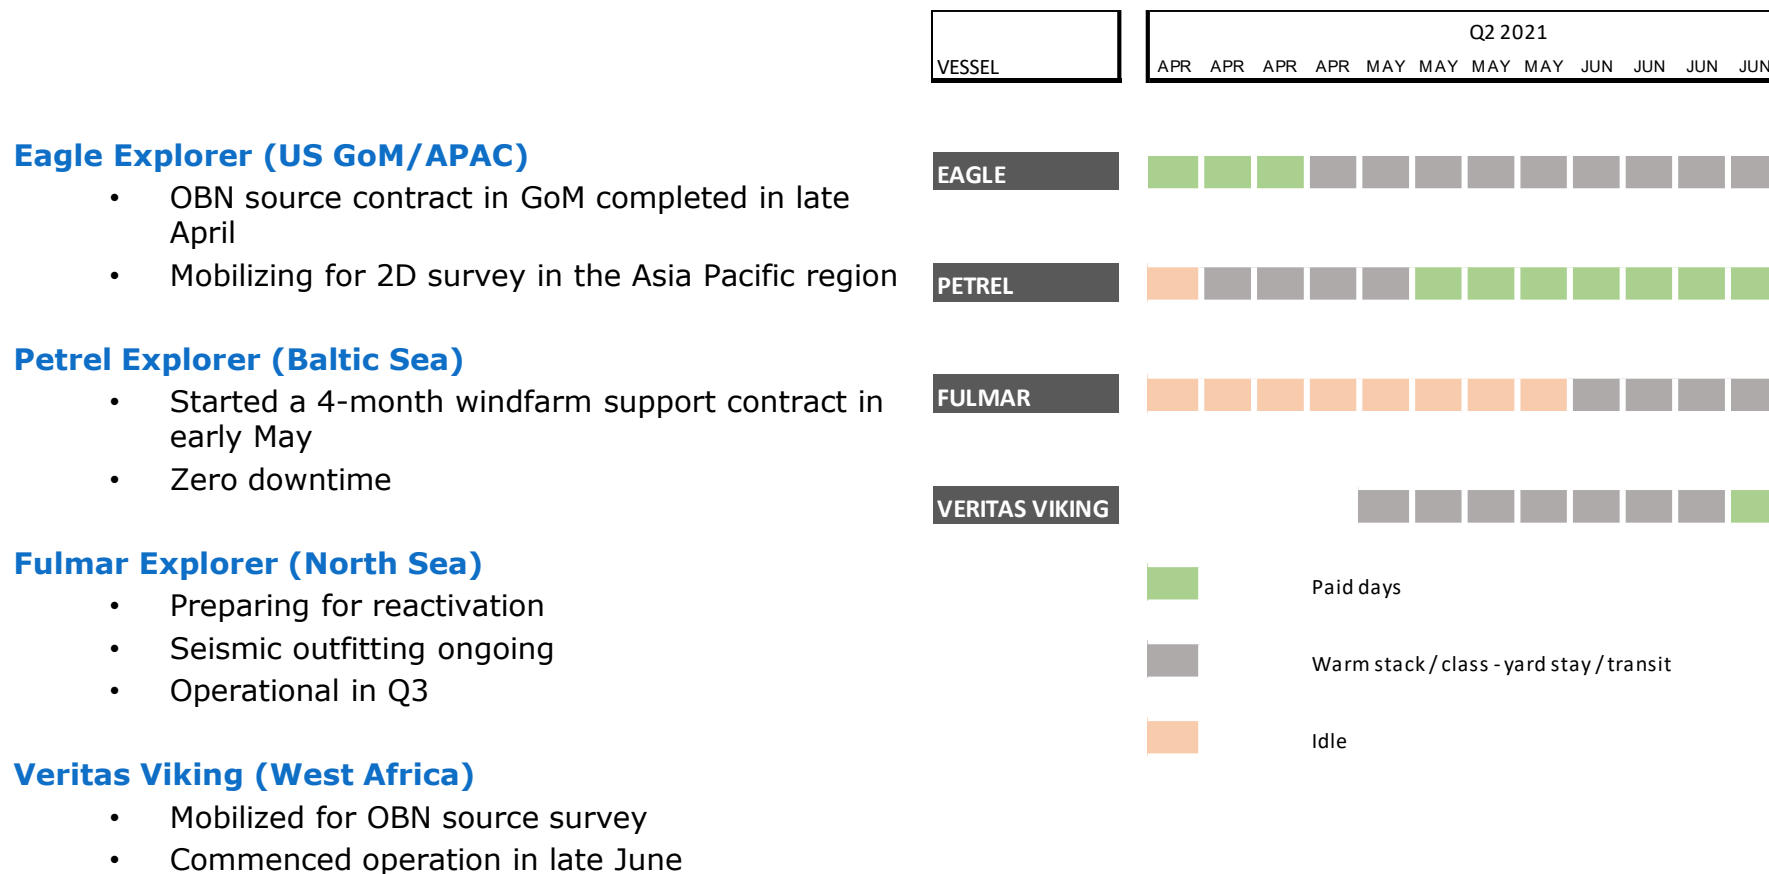 Eagle Explorer (US GoM/APAC)
• OBN source contract in GoM completed in late
April
• Mobilizing for 2D survey in the Asia Pacific region
Petrel Explorer (Baltic Sea)
• Started a 4-month windfarm support contract in
early May
• Zero downtime
Fulmar Explorer (North Sea)
• Preparing for reactivation
• Seismic outfitting ongoing
• Operational in Q3
Veritas Viking (West Africa)
• Mobilized for OBN source survey
• Commenced operation in late June
Q2 2021
VESSEL APR APR APR APR MAY MAY MAY MAY JUN JUN JUN JUN
EAGLE
PETREL
FULMAR
VERITAS VIKING
Paid days
Warm stack / class - yard stay / transit
Idle